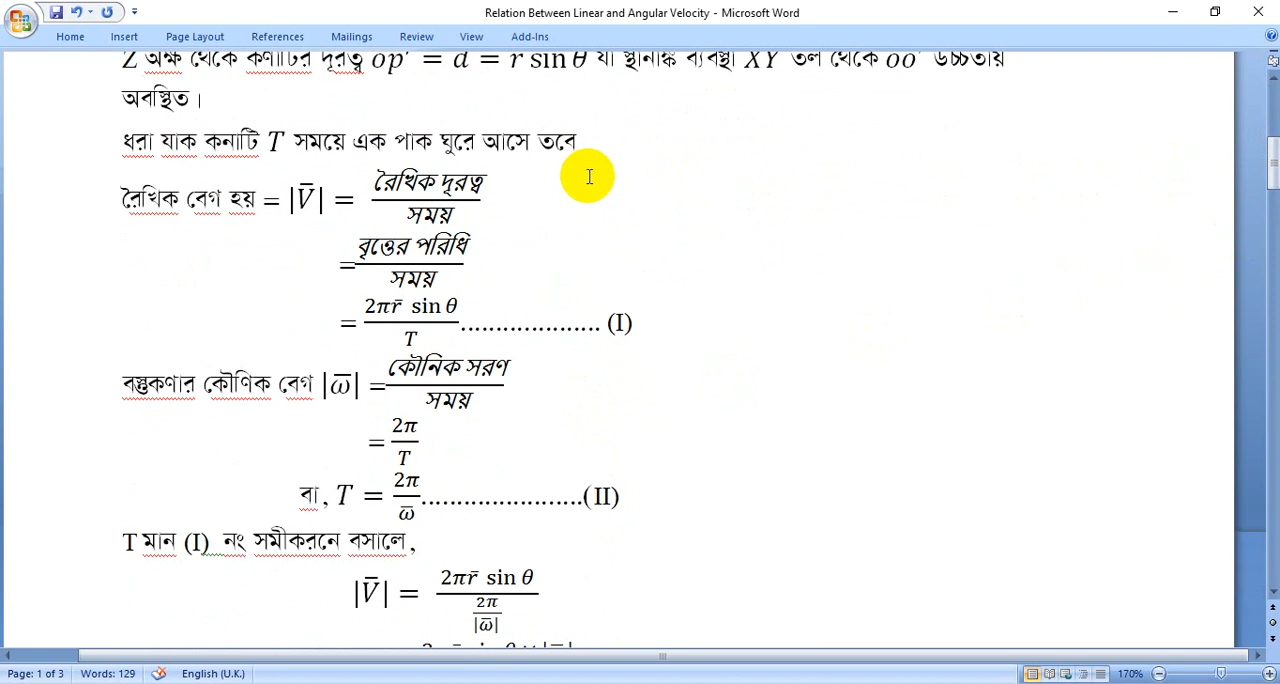 Relation Between Linear and Angular Velocity - Microsoft Word
Home Insert Page Layout References Mailings Review View Add-Ins
Z অক্ষ থেকে কণাটির দূরত্ব op′ = d = r sin θ যা স্থানাঙ্ক ব্যবস্থা XY তল থেকে oo′ উচ্চতায়
অবস্থিত।
ধরা যাক কনাটি T সময়ে এক পাক ঘুরে আসে তবে
রৈখিক বেগ হয় = |V̄| = রৈখিক দূরত্ব / সময়
= বৃত্তের পরিধি / সময়
= 2πr̄ sin θ / T .................... (I)
বস্তুকণার কৌণিক বেগ |ω̄| = কৌনিক সরণ / সময়
= 2π / T
বা, T = 2π / ω̄ .......................(II)
T মান (I) নং সমীকরনে বসালে,
|V̄| = 2πr̄ sin θ / (2π / |ω̄|)
Page: 1 of 3 Words: 129 English (U.K.) 170%